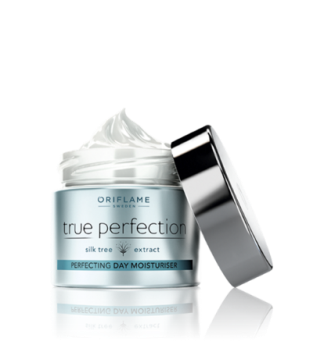 ORIFLAME
SWEDEN
true perfection
silk tree extract
PERFECTING DAY MOISTURISER